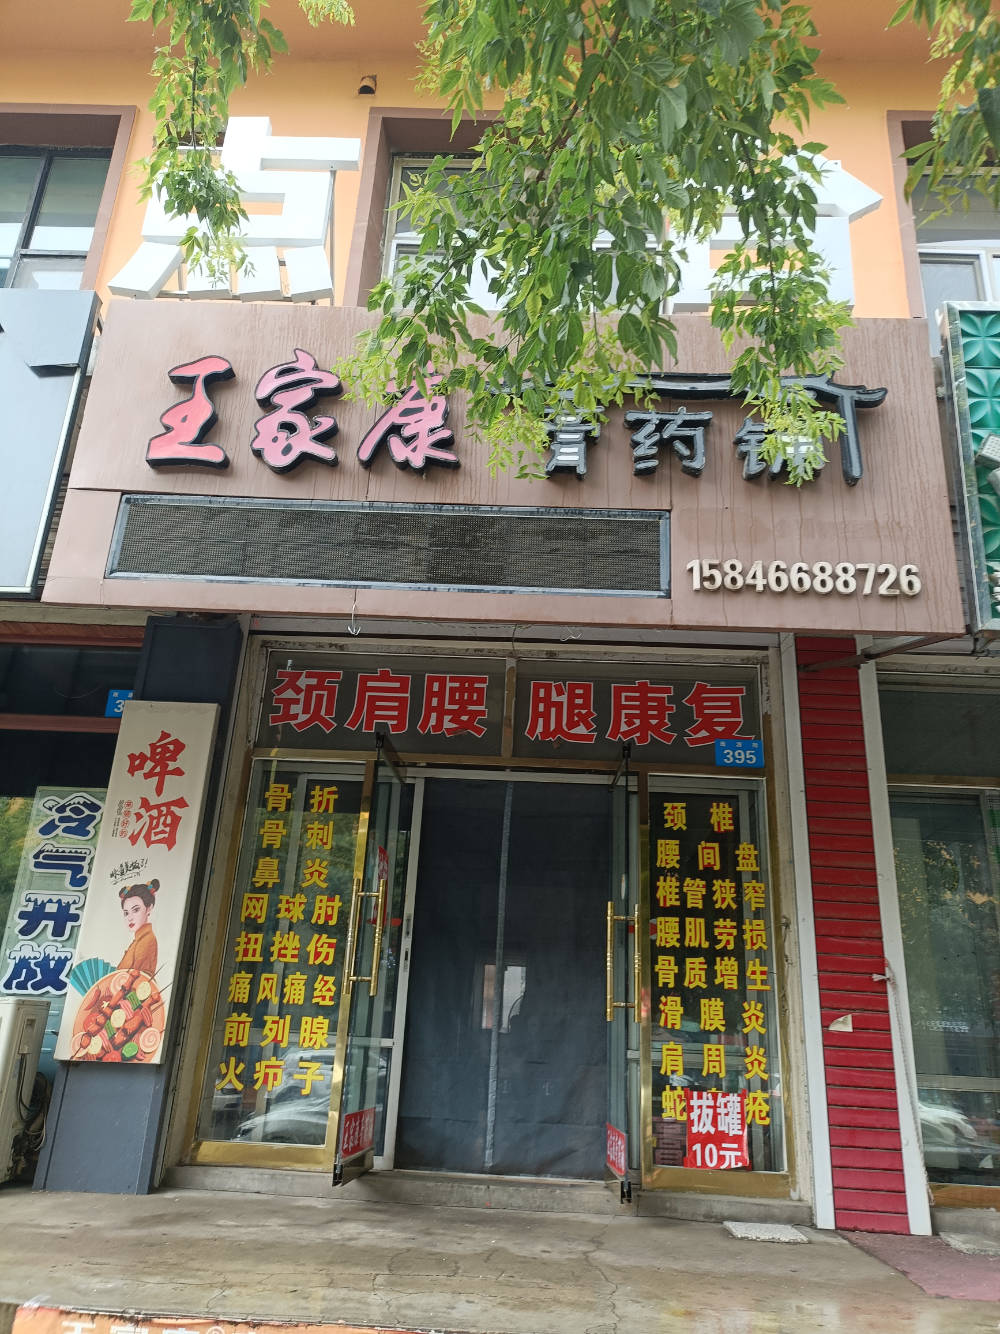 点
王家康膏药铺
15846688726
颈肩腰 腿康复
395
骨折
骨刺
鼻炎
网球肘
扭挫伤
痛风痛经
前列腺
火疖子
颈椎
腰间盘
椎管狭窄
腰肌劳损
骨质增生
滑膜炎
肩周炎
蛇 疮
拔罐
10元
啤酒
冷气开放